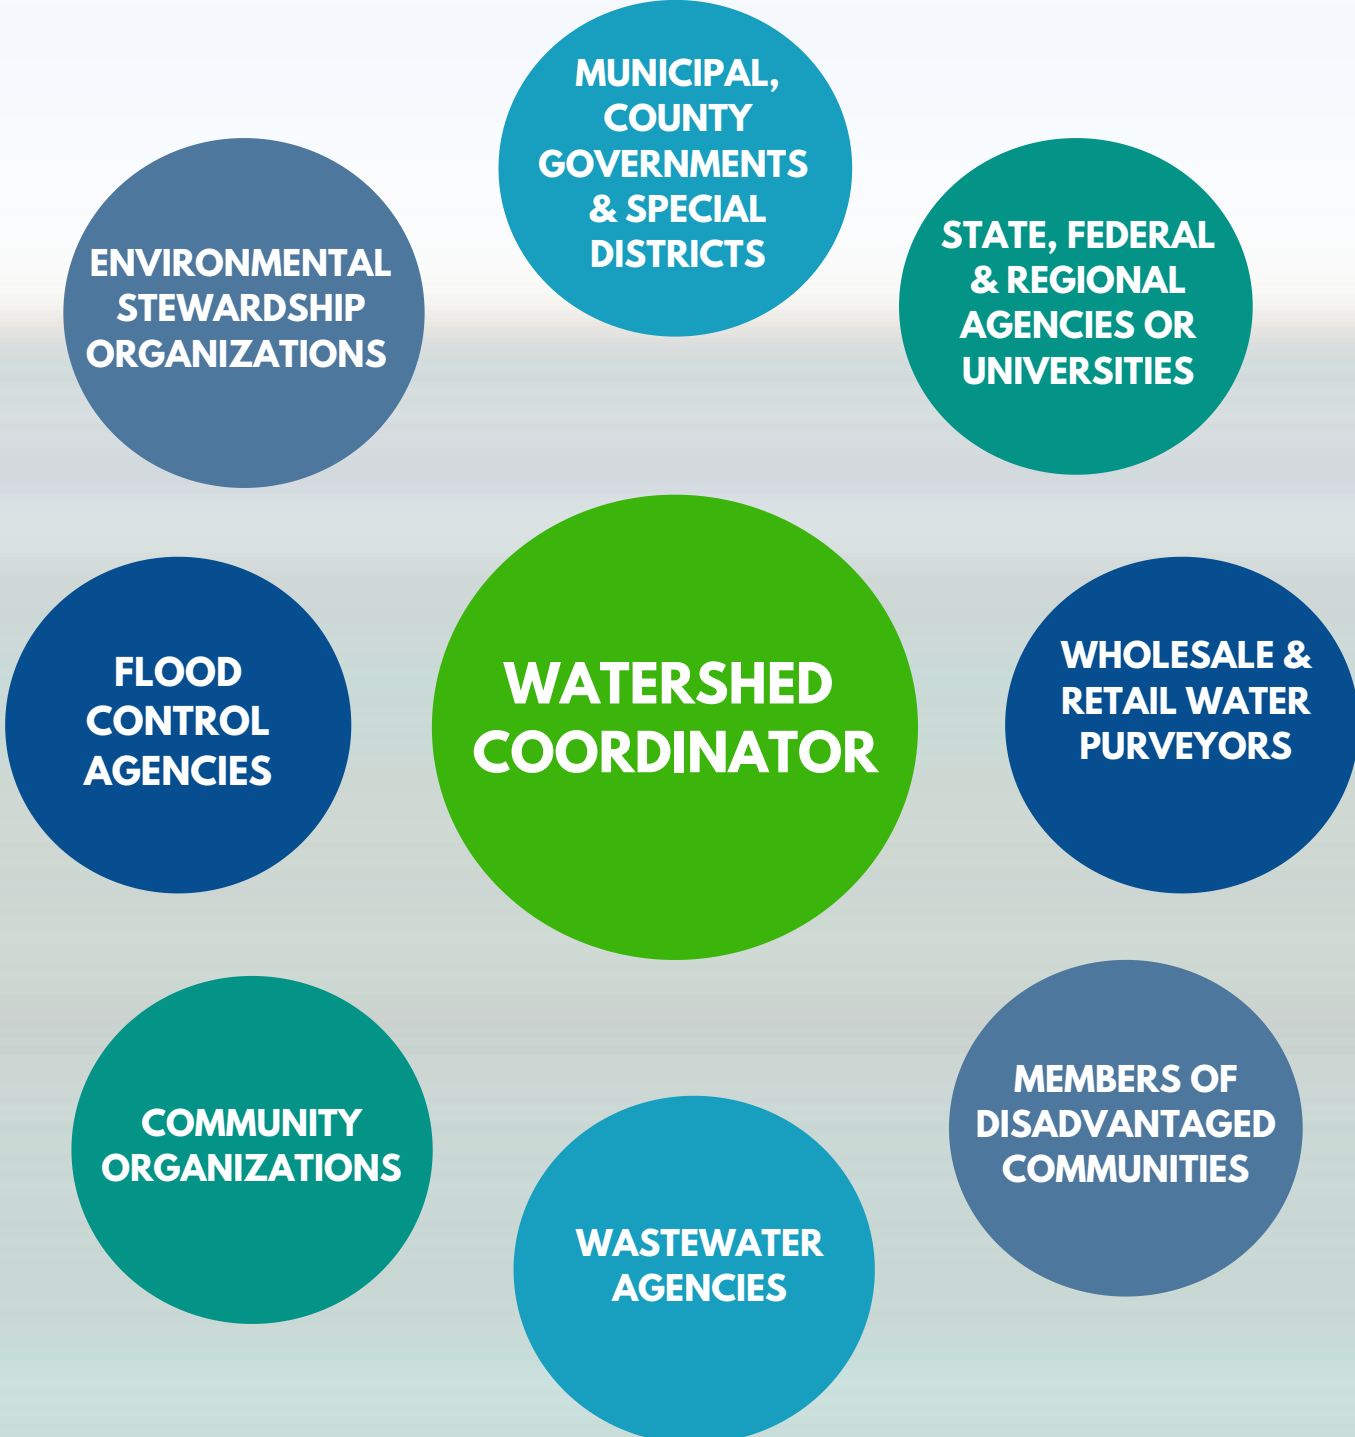 MUNICIPAL,
COUNTY
GOVERNMENTS
& SPECIAL
DISTRICTS
STATE, FEDERAL
& REGIONAL
AGENCIES OR
UNIVERSITIES
ENVIRONMENTAL
STEWARDSHIP
ORGANIZATIONS
WHOLESALE &
RETAIL WATER
PURVEYORS
FLOOD
CONTROL
AGENCIES
WATERSHED
COORDINATOR
MEMBERS OF
DISADVANTAGED
COMMUNITIES
COMMUNITY
ORGANIZATIONS
WASTEWATER
AGENCIES